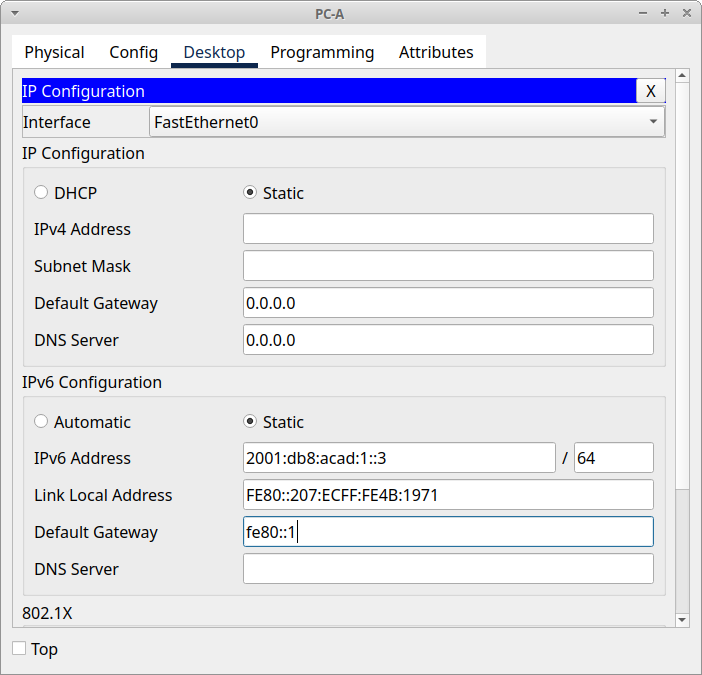 PC-A
Physical Config Desktop Programming Attributes
IP Configuration X
Interface FastEthernet0
IP Configuration
DHCP Static
IPv4 Address
Subnet Mask
Default Gateway 0.0.0.0
DNS Server 0.0.0.0
IPv6 Configuration
Automatic Static
IPv6 Address 2001:db8:acad:1::3 / 64
Link Local Address FE80::207:ECFF:FE4B:1971
Default Gateway fe80::1
DNS Server
802.1X
Top